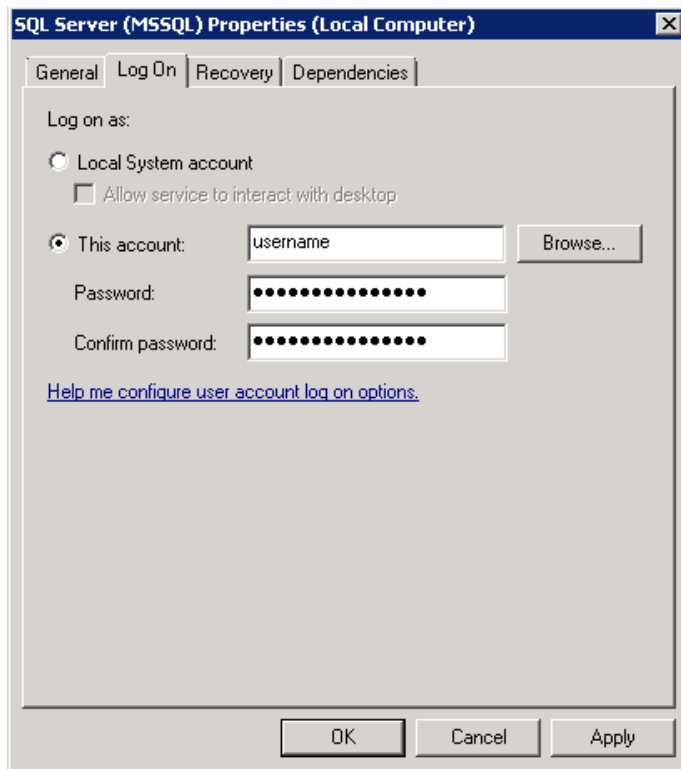 SQL Server (MSSQL) Properties (Local Computer)
General Log On Recovery Dependencies
Log on as:
Local System account
Allow service to interact with desktop
This account: username Browse...
Password: •••••••••••••••
Confirm password: •••••••••••••••
Help me configure user account log on options.
OK Cancel Apply